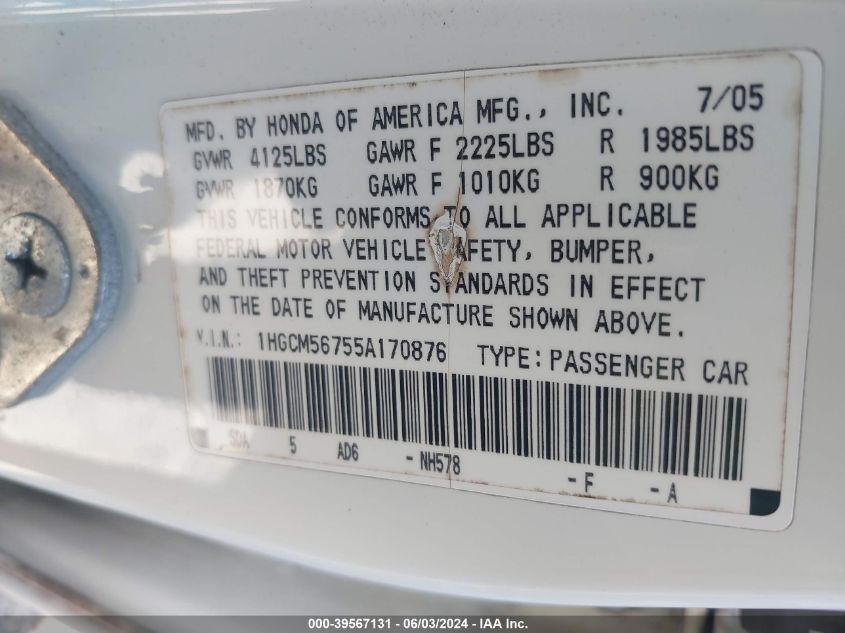 MFD. BY HONDA OF AMERICA MFG., INC. 7/05
GVWR 4125LBS GAWR F 2225LBS R 1985LBS
GVWR 1870KG GAWR F 1010KG R 900KG
THIS VEHICLE CONFORMS TO ALL APPLICABLE
FEDERAL MOTOR VEHICLE AFETY, BUMPER,
AND THEFT PREVENTION STANDARDS IN EFFECT
ON THE DATE OF MANUFACTURE SHOWN ABOVE.
V.I.N.: 1HGCM56755A170876 TYPE:PASSENGER CAR
SDA 5 AD6 - NH578 - F - A
000-39567131 - 06/03/2024 - IAA Inc.